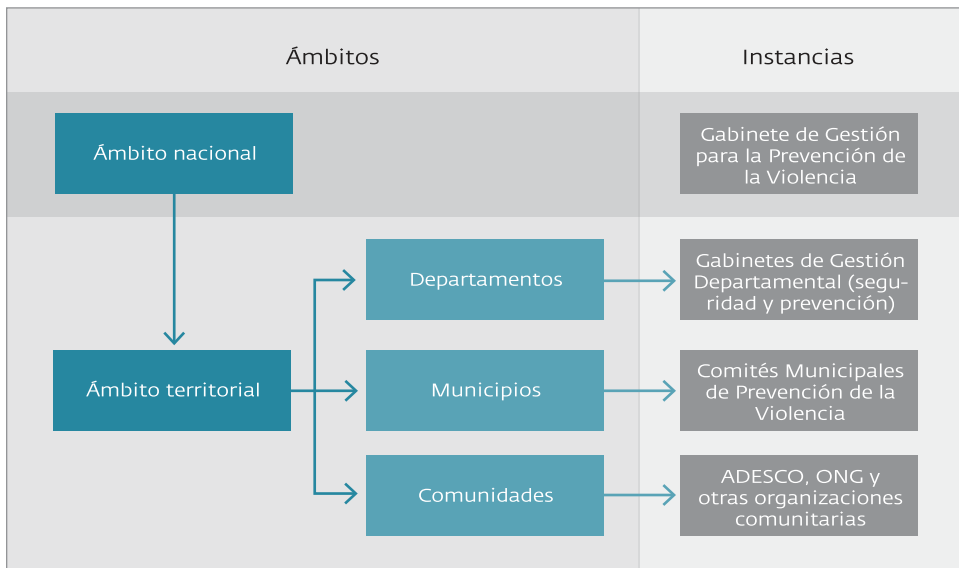 Ámbitos
Instancias
Ámbito nacional
Gabinete de Gestión
para la Prevención de
la Violencia
Departamentos
Gabinetes de Gestión
Departamental (segu-
ridad y prevención)
Ámbito territorial
Municipios
Comités Municipales
de Prevención de la
Violencia
Comunidades
ADESCO, ONG y
otras organizaciones
comunitarias